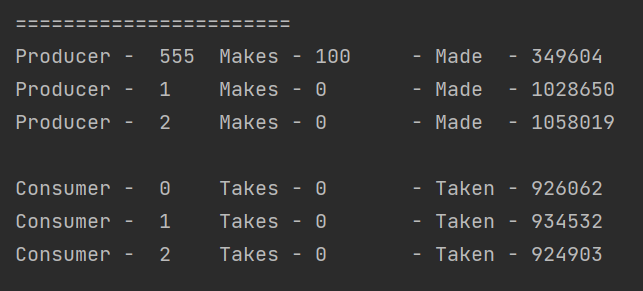 =======================
Producer -  555  Makes - 100     - Made  - 349604
Producer -  1    Makes - 0       - Made  - 1028650
Producer -  2    Makes - 0       - Made  - 1058019
Consumer -  0    Takes - 0       - Taken - 926062
Consumer -  1    Takes - 0       - Taken - 934532
Consumer -  2    Takes - 0       - Taken - 924903